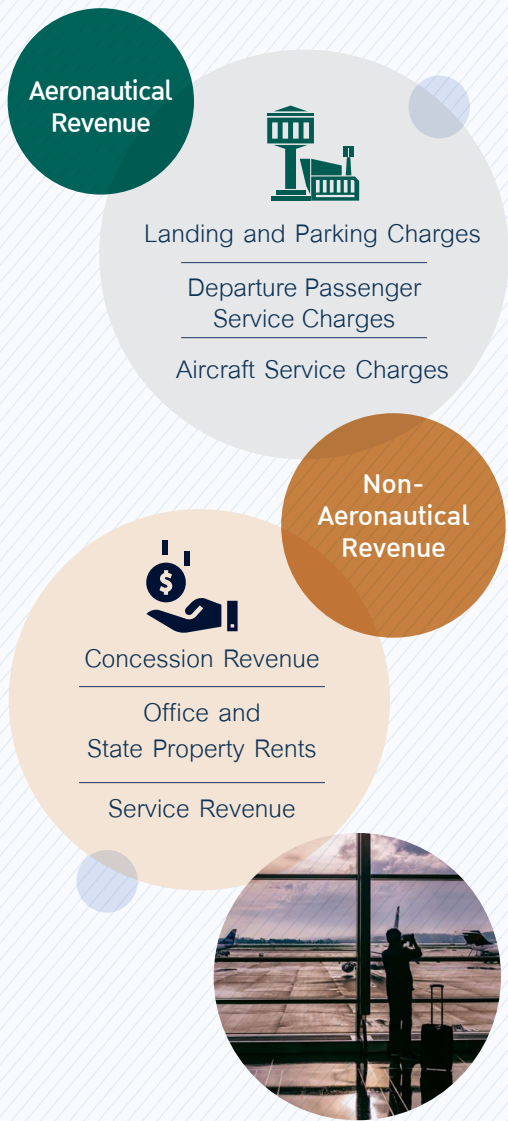 Aeronautical
Revenue
Landing and Parking Charges
Departure Passenger
Service Charges
Aircraft Service Charges
Non-
Aeronautical
Revenue
$
Concession Revenue
Office and
State Property Rents
Service Revenue